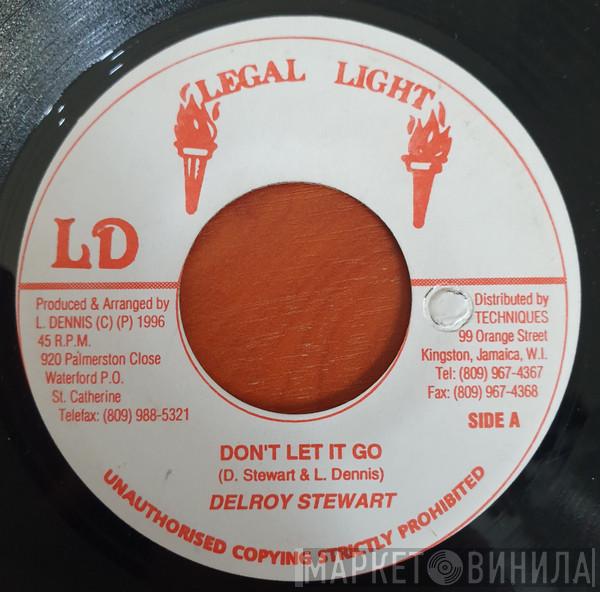 LEGAL LIGHT
LD
Produced & Arranged by
L. DENNIS (C) (P) 1996
45 R.P.M.
920 Palmerston Close
Waterford P.O.
St. Catherine
Telefax: (809) 988-5321
Distributed by
TECHNIQUES
99 Orange Street
Kingston, Jamaica, W.I.
Tel: (809) 967-4367
Fax: (809) 967-4368
SIDE A
DON'T LET IT GO
(D. Stewart & L. Dennis)
DELROY STEWART
UNAUTHORISED COPYING STRICTLY PROHIBITED
МАРКЕТ ВИНИЛА